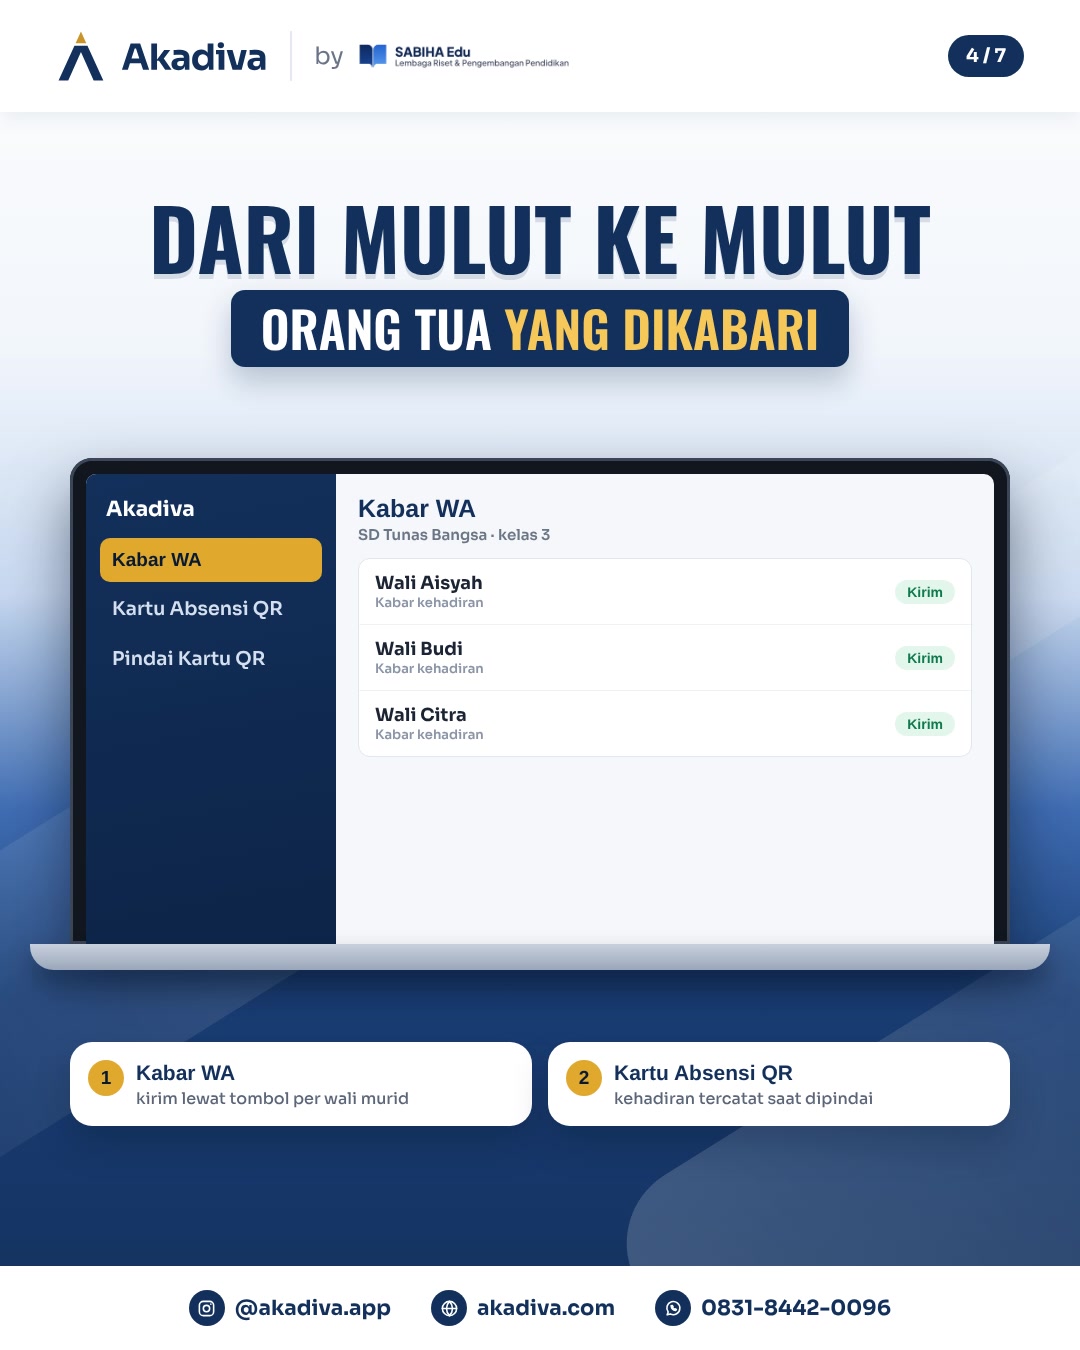 Akadiva
by
SABIHA Edu
Lembaga Riset & Pengembangan Pendidikan
4 / 7
DARI MULUT KE MULUT
ORANG TUA YANG DIKABARI
Akadiva
Kabar WA
Kartu Absensi QR
Pindai Kartu QR
Kabar WA
SD Tunas Bangsa · kelas 3
Wali Aisyah
Kabar kehadiran
Kirim
Wali Budi
Kabar kehadiran
Kirim
Wali Citra
Kabar kehadiran
Kirim
1
Kabar WA
kirim lewat tombol per wali murid
2
Kartu Absensi QR
kehadiran tercatat saat dipindai
@akadiva.app
akadiva.com
0831-8442-0096